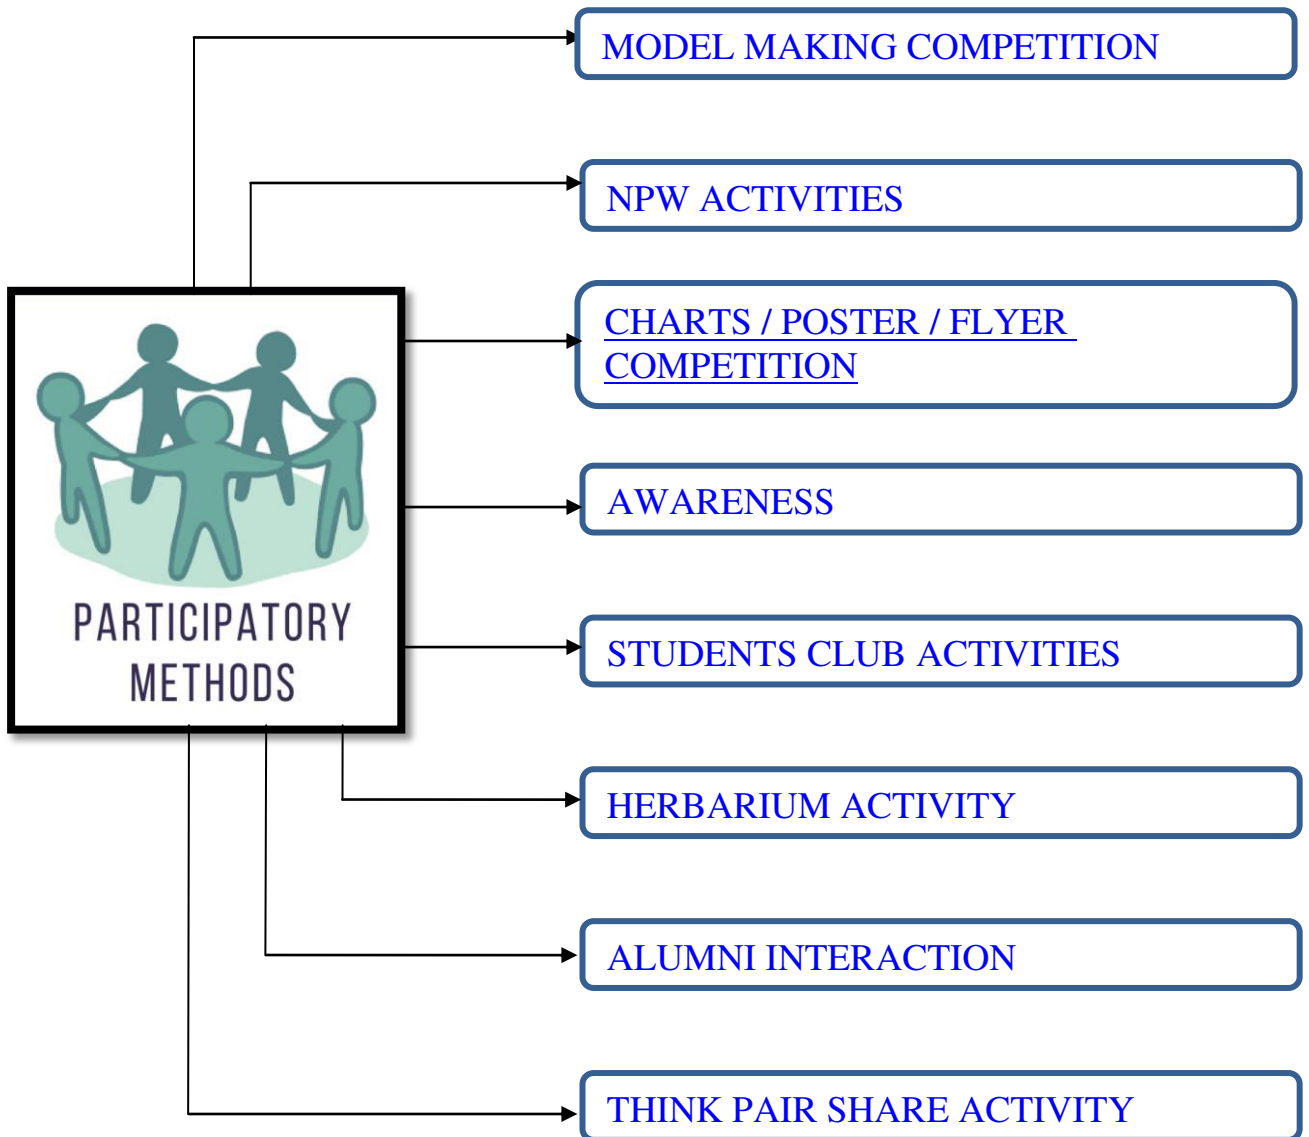 MODEL MAKING COMPETITION
NPW ACTIVITIES
CHARTS / POSTER / FLYER
COMPETITION
AWARENESS
PARTICIPATORY
METHODS
STUDENTS CLUB ACTIVITIES
HERBARIUM ACTIVITY
ALUMNI INTERACTION
THINK PAIR SHARE ACTIVITY